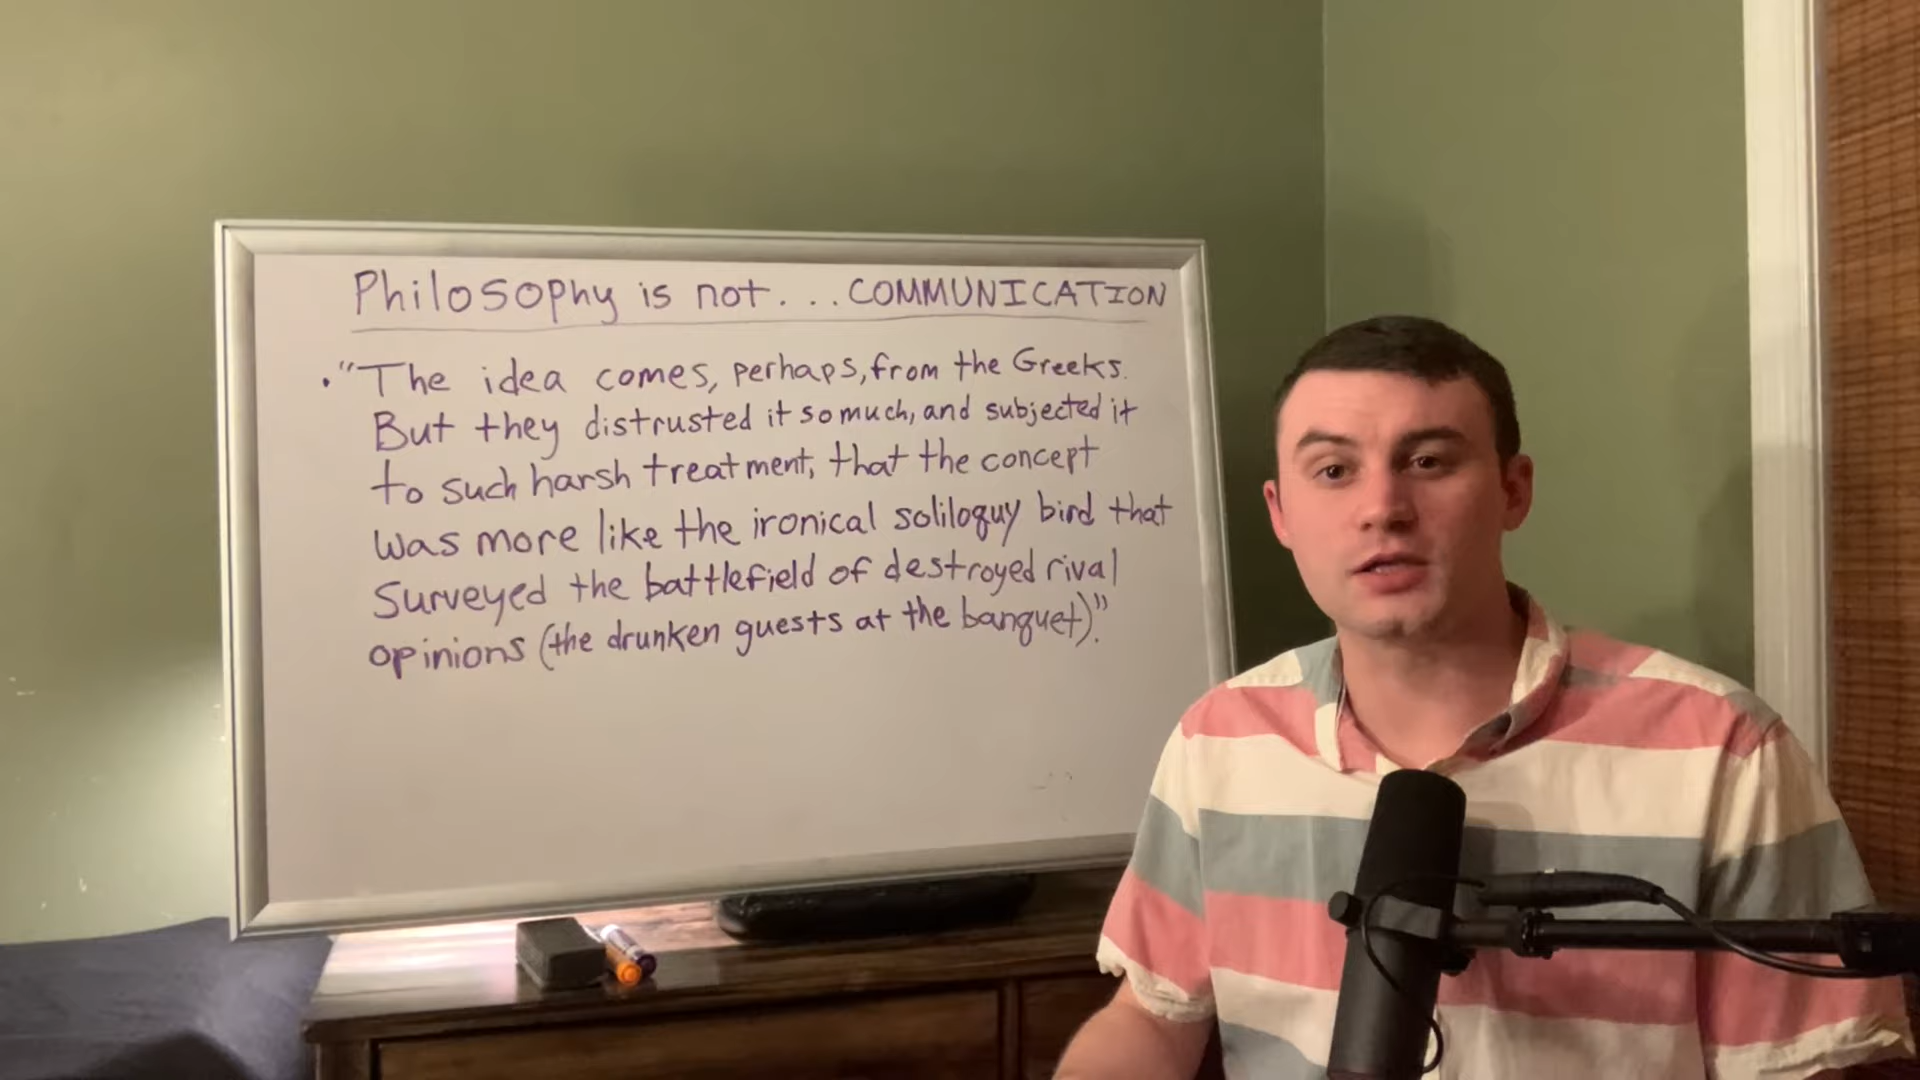 Philosophy is not... COMMUNICATION
• "The idea comes, perhaps, from the Greeks.
But they distrusted it so much, and subjected it
to such harsh treatment, that the concept
was more like the ironical soliloquy bird that
surveyed the battlefield of destroyed rival
opinions (the drunken guests at the banquet)."